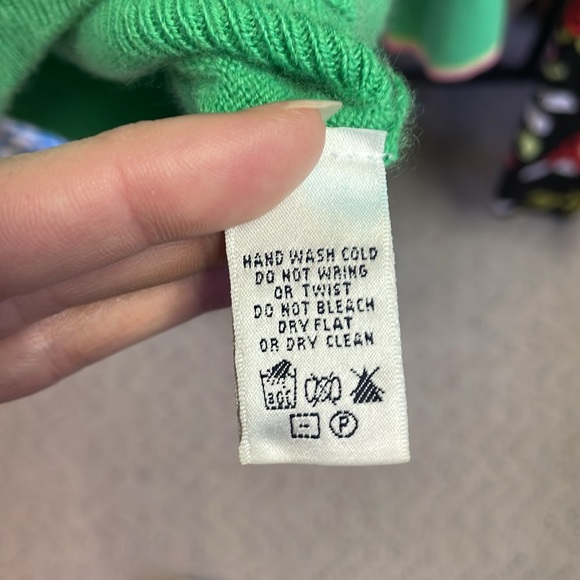 HAND WASH COLD
DO NOT WRING
OR TWIST
DO NOT BLEACH
DRY FLAT
OR DRY CLEAN
30°
P